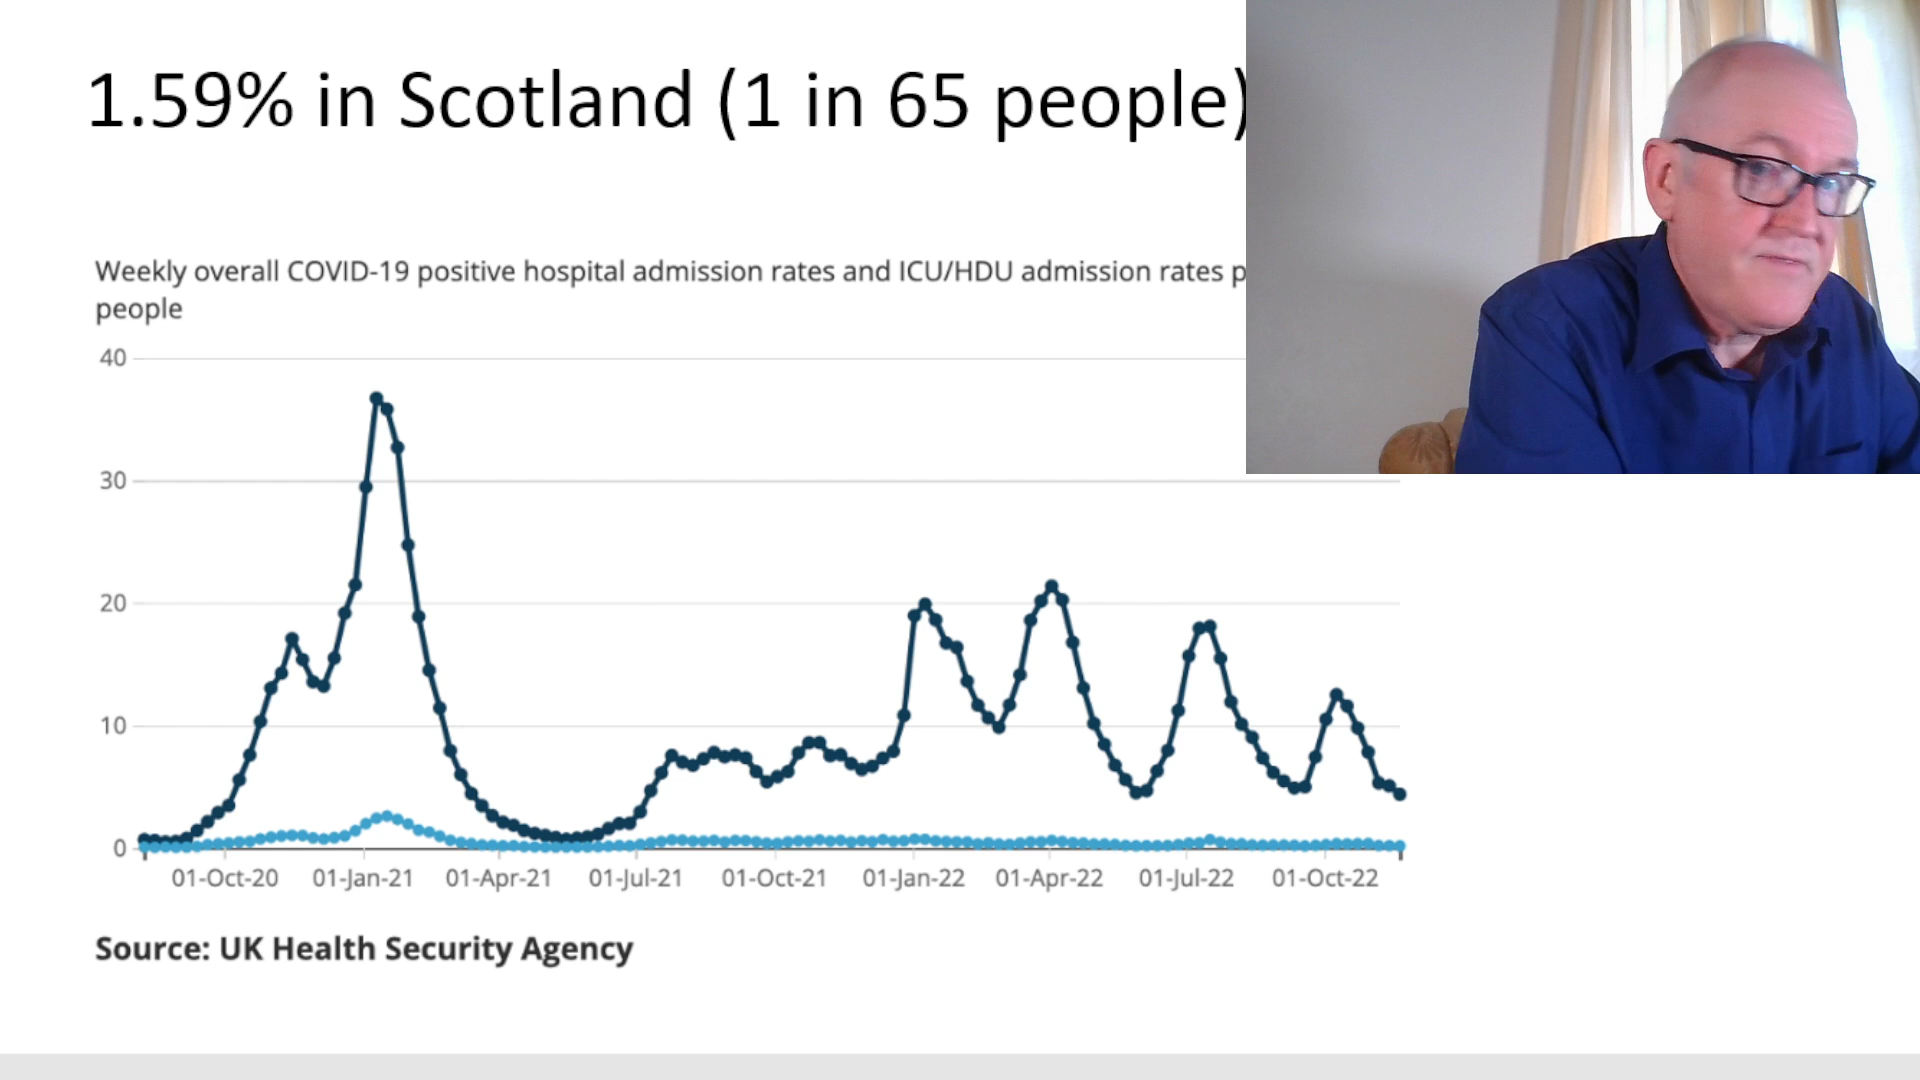 1.59% in Scotland (1 in 65 people)
Weekly overall COVID-19 positive hospital admission rates and ICU/HDU admission rates
people
40
30
20
10
0
01-Oct-20 01-Jan-21 01-Apr-21 01-Jul-21 01-Oct-21 01-Jan-22 01-Apr-22 01-Jul-22 01-Oct-22
Source: UK Health Security Agency